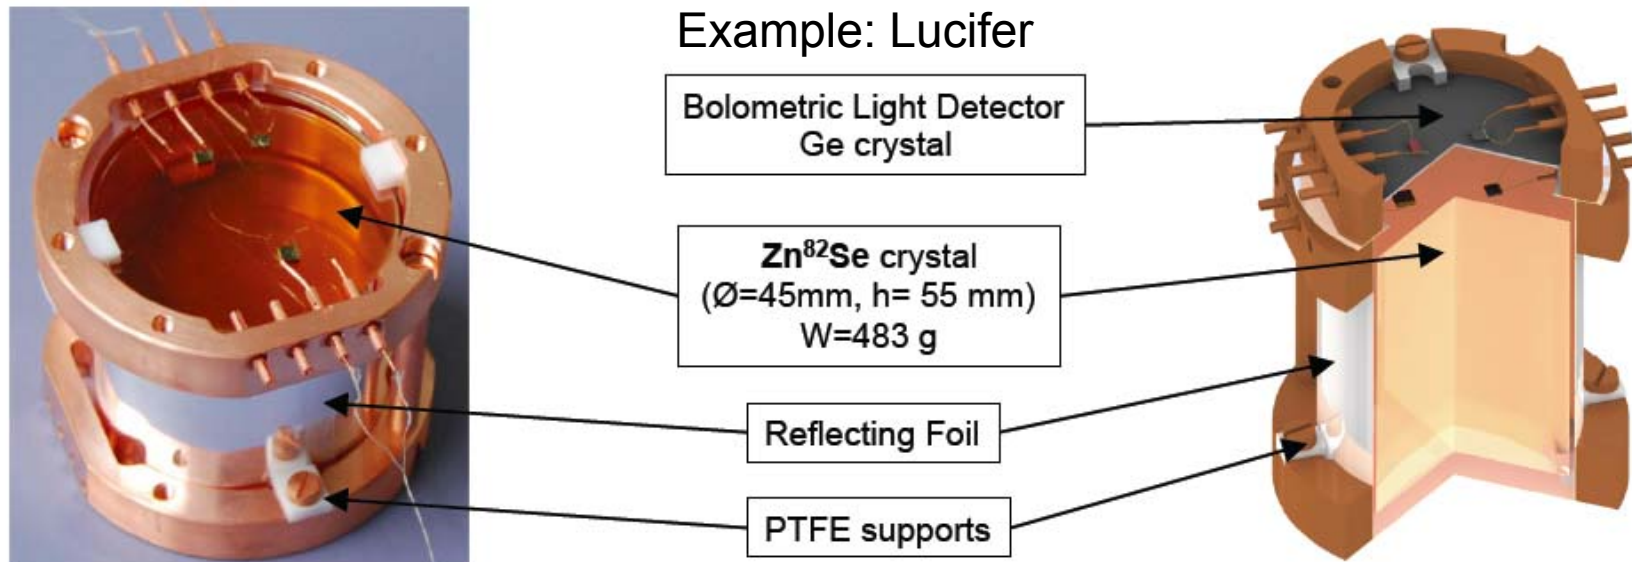 Example: Lucifer
Bolometric Light Detector
Ge crystal
Zn⁸²Se crystal
(Ø=45mm, h= 55 mm)
W=483 g
Reflecting Foil
PTFE supports